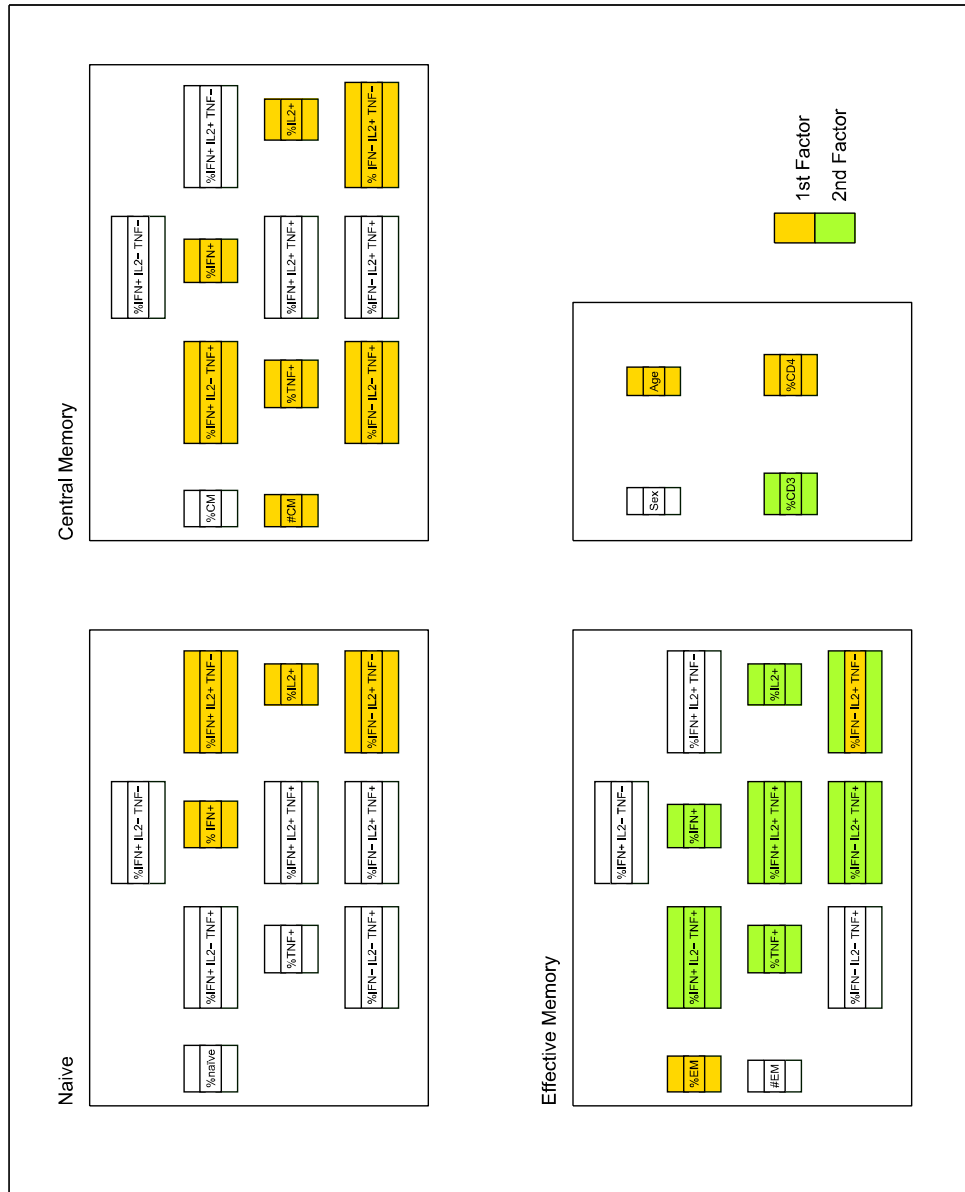 Naive
%IFN+ IL2− TNF−
%naïve
%IFN+ IL2− TNF+
% IFN+
%IFN+ IL2+ TNF−
%TNF+
%IFN+ IL2+ TNF+
%IL2+
%IFN− IL2− TNF+
%IFN− IL2+ TNF+
%IFN− IL2+ TNF−
Central Memory
%IFN+ IL2− TNF−
%CM
%IFN+ IL2− TNF+
%IFN+
%IFN+ IL2+ TNF−
#CM
%TNF+
%IFN+ IL2+ TNF+
%IL2+
%IFN− IL2− TNF+
%IFN− IL2+ TNF+
% IFN− IL2+ TNF−
Effective Memory
%IFN+ IL2− TNF−
%EM
%IFN+ IL2− TNF+
%IFN+
%IFN+ IL2+ TNF−
#EM
%TNF+
%IFN+ IL2+ TNF+
%IL2+
%IFN− IL2− TNF+
%IFN− IL2+ TNF+
%IFN− IL2+ TNF−
Sex
Age
%CD3
%CD4
1st Factor
2nd Factor